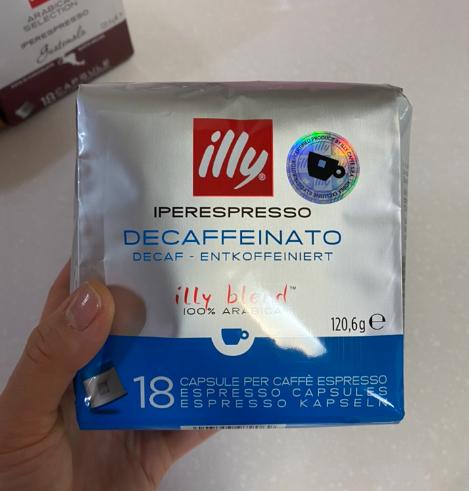 ARABICA
SELECTION
IPERESPRESSO
Guatemala
18 CAPSULE
illy®
IPERESPRESSO
DECAFFEINATO
DECAF - ENTKOFFEINIERT
illy blend™
100% ARABICA
120,6g ℮
18 CAPSULE PER CAFFÈ ESPRESSO
ESPRESSO CAPSULES
ESPRESSO KAPSELN